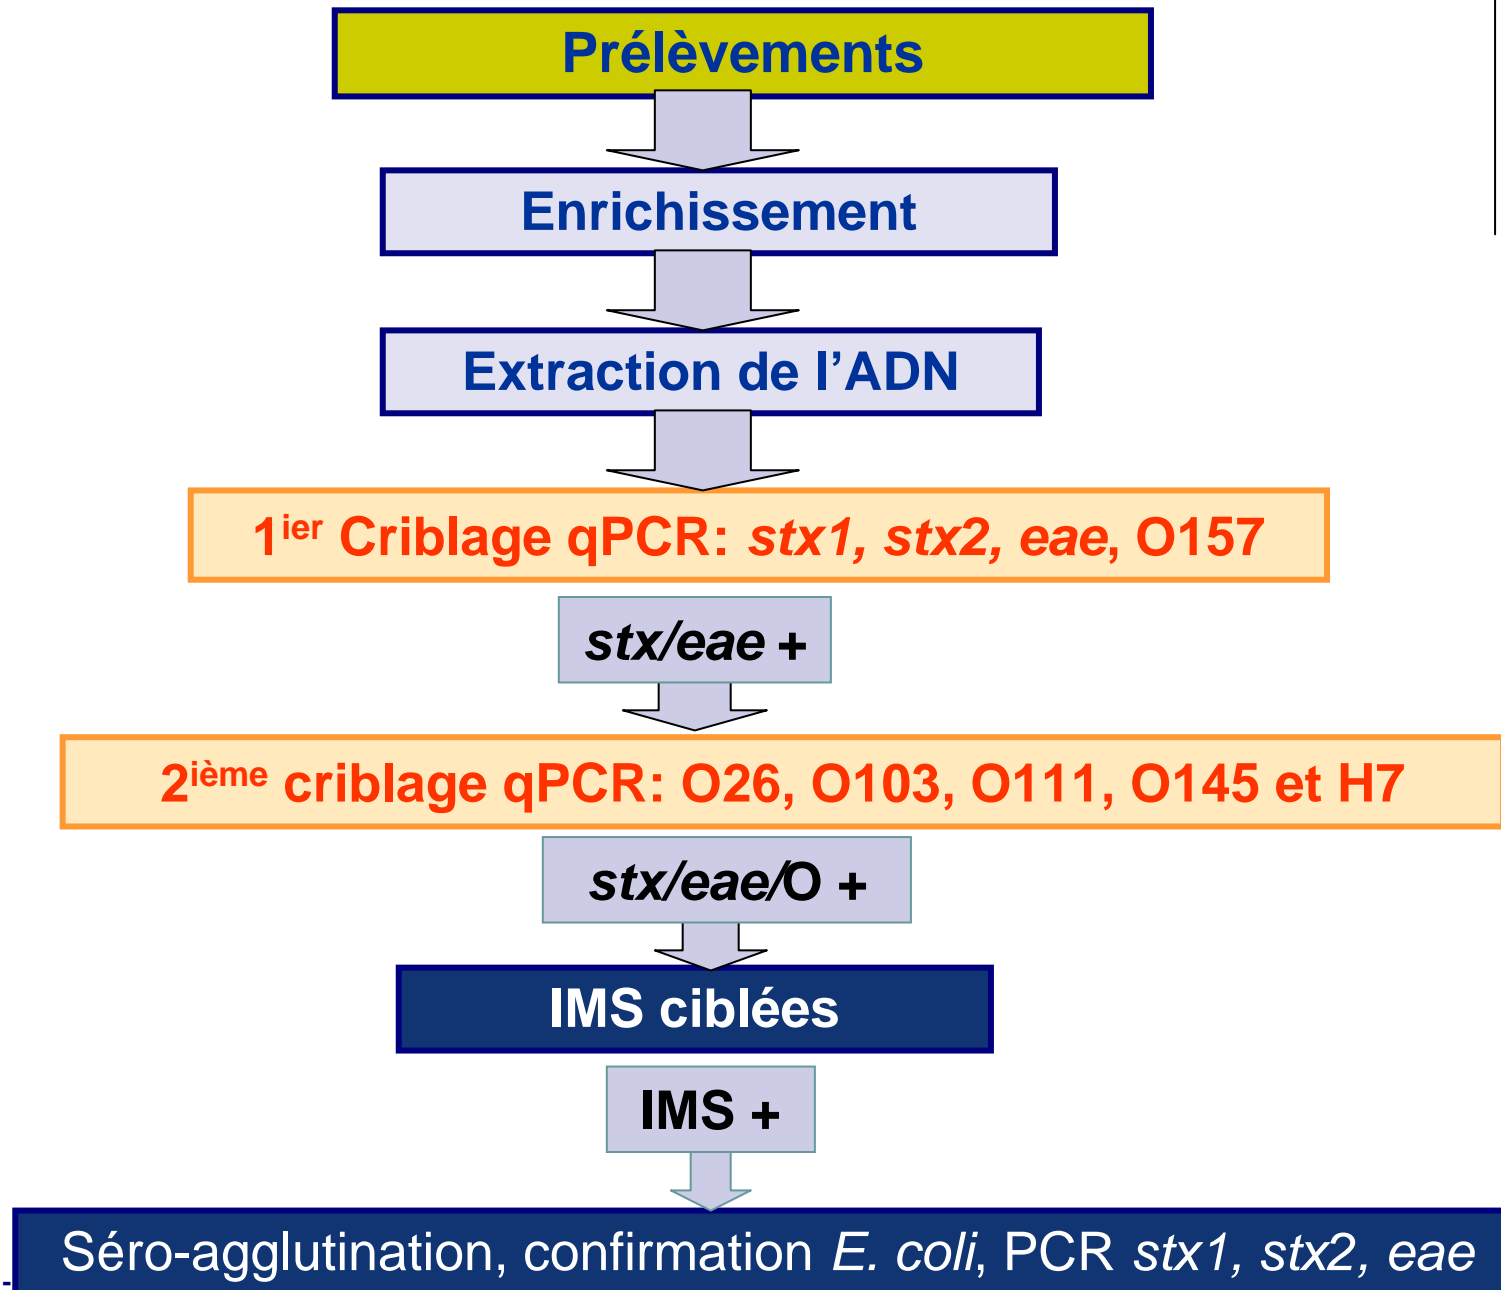 Prélèvements
Enrichissement
Extraction de l’ADN
1ier Criblage qPCR: stx1, stx2, eae, O157
stx/eae +
2ième criblage qPCR: O26, O103, O111, O145 et H7
stx/eae/O +
IMS ciblées
IMS +
Séro-agglutination, confirmation E. coli, PCR stx1, stx2, eae